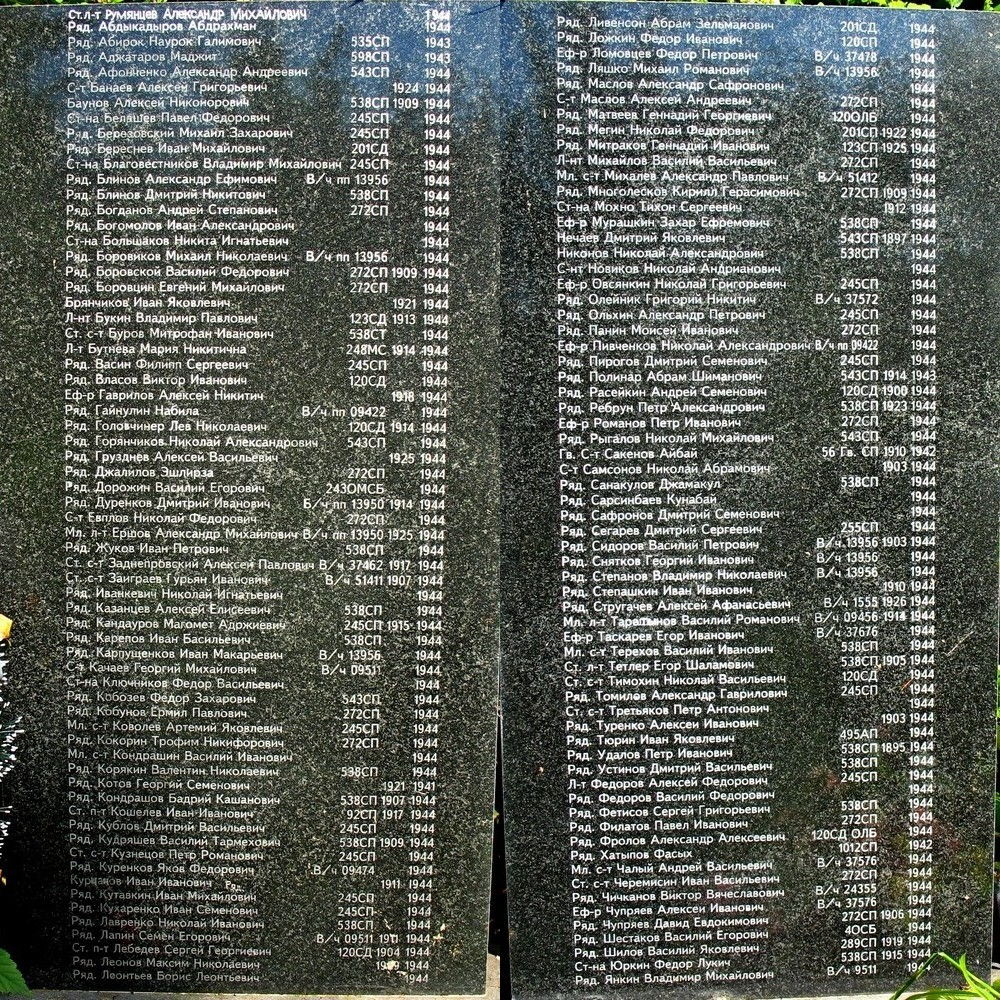 Ст.л-т Румянцев Александр Михайлович 1944
Ряд. Абдыкадыров Абдрахман 1944
Ряд. Абирок Наурок Галимович 535СП 1943
Ряд. Аджатаров Маджит 598СП 1943
Ряд. Афонченко Александр Андреевич 543СП 1944
С-т Банаев Алексей Григорьевич 1924 1944
Баунов Алексей Никонорович 538СП 1909 1944
Ст-на Беляшев Павел Федорович 245СП 1944
Ряд. Березовский Михаил Захарович 245СП 1944
Ряд. Береснев Иван Михайлович 201СД 1944
Ст-на Благовестников Владимир Михайлович 245СП 1944
Ряд. Блинов Александр Ефимович В/ч пп 13956 1944
Ряд. Блинов Дмитрий Никитович 538СП 1944
Ряд. Богданов Андрей Степанович 272СП 1944
Ряд. Богомолов Иван Александрович 1944
Ст-на Большаков Никита Игнатьевич 1944
Ряд. Боровиков Михаил Николаевич В/ч пп 13956 1944
Ряд. Боровской Василий Федорович 272СП 1909 1944
Ряд. Боровцин Евгений Михайлович 272СП 1944
Брянчиков Иван Яковлевич 1921 1944
Л-нт Букин Владимир Павлович 123СД 1913 1944
Ст. с-т Буров Митрофан Иванович 538СТ 1944
Л-т Бутнева Мария Никитична 248МС 1914 1944
Ряд. Васин Филипп Сергеевич 245СП 1944
Ряд. Власов Виктор Иванович 120СД 1944
Еф-р Гаврилов Алексей Никитич 1918 1944
Ряд. Гайнулин Набила В/ч пп 09422 1944
Ряд. Головчинер Лев Николаевич 120СД 1914 1944
Ряд. Горянчиков Николай Александрович 543СП 1944
Ряд. Грузднев Алексей Васильевич 1925 1944
Ряд. Джалилов Эшлирза 272СП 1944
Ряд. Дорожин Василий Егорович 243ОМСБ 1944
Ряд. Дуренков Дмитрий Иванович Б/ч пп 13950 1914 1944
С-т Евплов Николай Федорович 272СП 1944
Мл. л-т Ершов Александр Михайлович В/ч пп 13950 1925 1944
Ряд. Жуков Иван Петрович 538СП 1944
Ст. с-т Заднепровский Алексей Павлович В/ч 37462 1917 1944
Ст. с-т Заиграев Гурьян Иванович В/ч 51411 1907 1944
Ряд. Иванкевич Николай Игнатьевич 1944
Ряд. Казанцев Алексей Елисеевич 538СП 1944
Ряд. Кандауров Магомет Аджиевич 245СП 1915 1944
Ряд. Карепов Иван Васильевич 538СП 1944
Ряд. Карпущенков Иван Макарьевич В/ч 13956 1944
С-т Качаев Георгий Михайлович В/ч 09511 1944
Ст-на Ключников Федор Васильевич 1944
Ряд. Кобозев Федор Захарович 543СП 1944
Ряд. Кобунов Ермил Павлович 272СП 1944
Мл. с-т Коволев Артемий Яковлевич 245СП 1944
Ряд. Кокорин Трофим Никифорович 272СП 1944
Мл. с-т Кондрашин Василий Иванович 1944
Ряд. Корякин Валентин Николаевич 538СП 1944
Ряд. Котов Георгий Семенович 1921 1941
Ряд. Кондрашов Бадрий Кашанович 538СП 1907 1944
Ст. п-т Кошелев Иван Иванович 92СП 1917 1944
Ряд. Кублов Дмитрий Васильевич 245СП 1944
Ряд. Кудряшев Василий Тармехович 538СП 1909 1944
Ст. с-т Кузнецов Петр Романович 245СП 1944
Ряд. Куренков Яков Федорович В/ч 09474 1944
Курманов Иван Иванович Ряд. 1911 1944
Ряд. Кутавкин Иван Михайлович 245СП 1944
Ряд. Кухаренко Иван Семенович 245СП 1944
Ряд. Лавренко Николай Иванович 538СП 1944
Ряд. Лапин Семен Егорович В/ч 09511 1911 1944
Ст. п-т Лебедев Сергей Георгиевич 120СД 1904 1944
Ряд. Леонов Максим Николаевич 1944
Ряд. Леонтьев Борис Леонтьевич 1944
Ряд. Ливенсон Абрам Зельманович 201СД 1944
Ряд. Ложкин Федор Иванович 120СП 1944
Еф-р Ломовцев Федор Петрович В/ч 37478 1944
Ряд. Ляшко Михаил Романович В/ч 13956 1944
Ряд. Маслов Александр Сафронович 1944
С-т Маслов Алексей Андреевич 272СП 1944
Ряд. Матвеев Геннадий Георгиевич 120ОЛБ 1944
Ряд. Мегин Николай Федорович 201СП 1922 1944
Ряд. Митраков Геннадий Иванович 123СП 1925 1944
Л-нт Михайлов Василий Васильевич 272СП 1944
Мл. с-т Михалев Александр Павлович В/ч 51412 1944
Ряд. Многолесков Кирилл Герасимович 272СП 1909 1944
Ст-на Мохно Тихон Сергеевич 1912 1944
Еф-р Мурашкин Захар Ефремович 538СП 1944
Нечаев Дмитрий Яковлевич 543СП 1897 1944
Никонов Николай Александрович 538СП 1944
С-нт Новиков Николай Андрианович 1944
Еф-р Овсянкин Николай Григорьевич 245СП 1944
Ряд. Олейник Григорий Никитич В/ч 37572 1944
Ряд. Ольхин Александр Петрович 245СП 1944
Ряд. Панин Моисей Иванович 272СП 1944
Еф-р Пивченков Николай Александрович В/ч пп 09422 1944
Ряд. Пирогов Дмитрий Семенович 245СП 1944
Ряд. Полинар Абрам Шиманович 543СП 1914 1943
Ряд. Расейкин Андрей Семенович 120СД 1900 1944
Ряд. Ребрун Петр Александрович 538СП 1923 1944
Еф-р Романов Петр Иванович 272СП 1944
Ряд. Рыгалов Николай Михайлович 543СП 1944
Гв. С-т Сакенов Айбай 56 Гв. СП 1910 1942
С-т Самсонов Николай Абрамович 1903 1944
Ряд. Санакулов Джамакул 538СП 1944
Ряд. Сарсинбаев Кунабай 1944
Ряд. Сафронов Дмитрий Семенович 1944
Ряд. Сегарев Дмитрий Сергеевич 255СП 1944
Ряд. Сидоров Василий Петрович В/ч 13956 1903 1944
Ряд. Снятков Георгий Иванович В/ч 13956 1944
Ряд. Степанов Владимир Николаевич В/ч 13956 1944
Ряд. Степашкин Иван Иванович 1910 1944
Ряд. Стругачев Алексей Афанасьевич В/ч 1555 1926 1944
Мл. л-т Василий Романович В/ч 09456 1914 1944
Еф-р Таскарев Егор Иванович В/ч 37676 1944
Мл. с-т Терехов Василий Иванович 538СП 1944
Ст. л-т Тетлер Егор Шаламович 538СП 1905 1944
Ст. с-т Тимохин Николай Васильевич 120СД 1944
Ряд. Томилов Александр Гаврилович 245СП 1944
Ст. с-т Третьяков Петр Антонович 1944
Ряд. Туренко Алексей Иванович 1903 1944
Ряд. Тюрин Иван Яковлевич 495АП 1944
Ряд. Удалов Петр Иванович 538СП 1895 1944
Ряд. Устинов Дмитрий Васильевич 538СП 1944
Л-т Федоров Алексей Федорович 245СП 1944
Ряд. Федоров Василий Федорович 1944
Ряд. Фетисов Сергей Григорьевич 538СП 1944
Ряд. Филатов Павел Иванович 272СП 1944
Ряд. Фролов Александр Алексеевич 120СД ОЛБ 1944
Ряд. Хатыпов Фасых 1012СП 1942
Мл. с-т Чалый Андрей Васильевич В/ч 37576 1944
Ст. с-т Черемисин Иван Васильевич 272СП 1944
Ряд. Чичканов Виктор Вячеславович В/ч 24355 1944
Еф-р Чупряев Алексей Иванович В/ч 37576 1944
Ряд. Чупряев Давид Евдокимович 272СП 1906 1944
Ряд. Шестаков Василий Егорович 4ОСБ 1944
Ряд. Шилов Василий Яковлевич 289СП 1919 1944
Ст-на Юркин Федор Лукич 538СП 1915 1944
Ряд. Янкин Владимир Михайлович В/ч 9511 1944